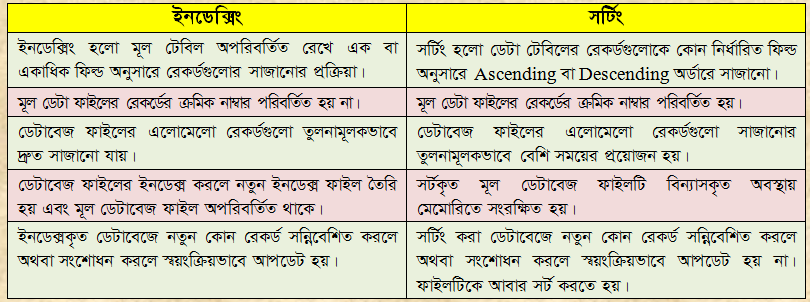 ইনডেক্সিং
সর্টিং
ইনডেক্সিং হলো মূল টেবিল অপরিবর্তিত রেখে এক বা
একাধিক ফিল্ড অনুসারে রেকর্ডগুলোর সাজানোর প্রক্রিয়া।
সর্টিং হলো ডেটা টেবিলের রেকর্ডগুলোকে কোন নির্ধারিত ফিল্ড
অনুসারে Ascending বা Descending অর্ডারে সাজানো।
মূল ডেটা ফাইলের রেকর্ডের ক্রমিক নাম্বার পরিবর্তিত হয় না।
মূল ডেটা ফাইলের রেকর্ডের ক্রমিক নাম্বার পরিবর্তিত হয়।
ডেটাবেজ ফাইলের এলোমেলো রেকর্ডগুলো তুলনামূলকভাবে
দ্রুত সাজানো যায়।
ডেটাবেজ ফাইলের এলোমেলো রেকর্ডগুলো সাজানোর
তুলনামূলকভাবে বেশি সময়ের প্রয়োজন হয়।
ডেটাবেজ ফাইলের ইনডেক্স করলে নতুন ইনডেক্স ফাইল তৈরি
হয় এবং মূল ডেটাবেজ ফাইল অপরিবর্তিত থাকে।
সর্টকৃত মূল ডেটাবেজ ফাইলটি বিন্যাসকৃত অবস্থায়
মেমোরিতে সংরক্ষিত হয়।
ইনডেক্সকৃত ডেটাবেজে নতুন কোন রেকর্ড সন্নিবেশিত করলে
অথবা সংশোধন করলে স্বয়ংক্রিয়ভাবে আপডেট হয়।
সর্টিং করা ডেটাবেজে নতুন কোন রেকর্ড সন্নিবেশিত করলে
অথবা সংশোধন করলে স্বয়ংক্রিয়ভাবে আপডেট হয় না।
ফাইলটিকে আবার সর্ট করতে হয়।